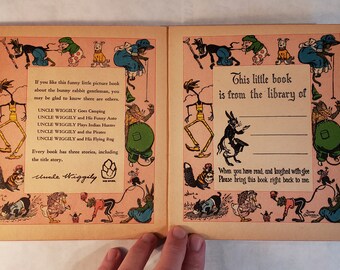 If you like this funny little picture book
about the bunny rabbit gentleman, you
may be glad to know there are others.
UNCLE WIGGILY Goes Camping
UNCLE WIGGILY and His Funny Auto
UNCLE WIGGILY Plays Indian Hunter
UNCLE WIGGILY and the Pirates
UNCLE WIGGILY and His Flying Rug
Every book has three stories, including
the title story.
Uncle Wiggily
This little book
is from the library of
When you have read, and laughed with glee
Please bring this book right back to me.